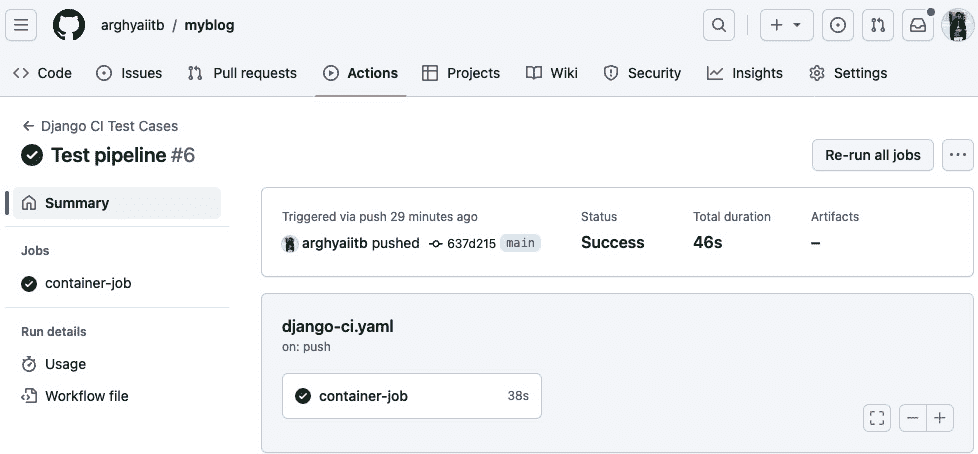 arghyaiitb / myblog
Code Issues Pull requests Actions Projects Wiki Security Insights Settings
← Django CI Test Cases
Test pipeline #6
Re-run all jobs
Summary
Jobs
container-job
Run details
Usage
Workflow file
Triggered via push 29 minutes ago
arghyaiitb pushed 637d215 main
Status
Success
Total duration
46s
Artifacts
–
django-ci.yaml
on: push
container-job 38s